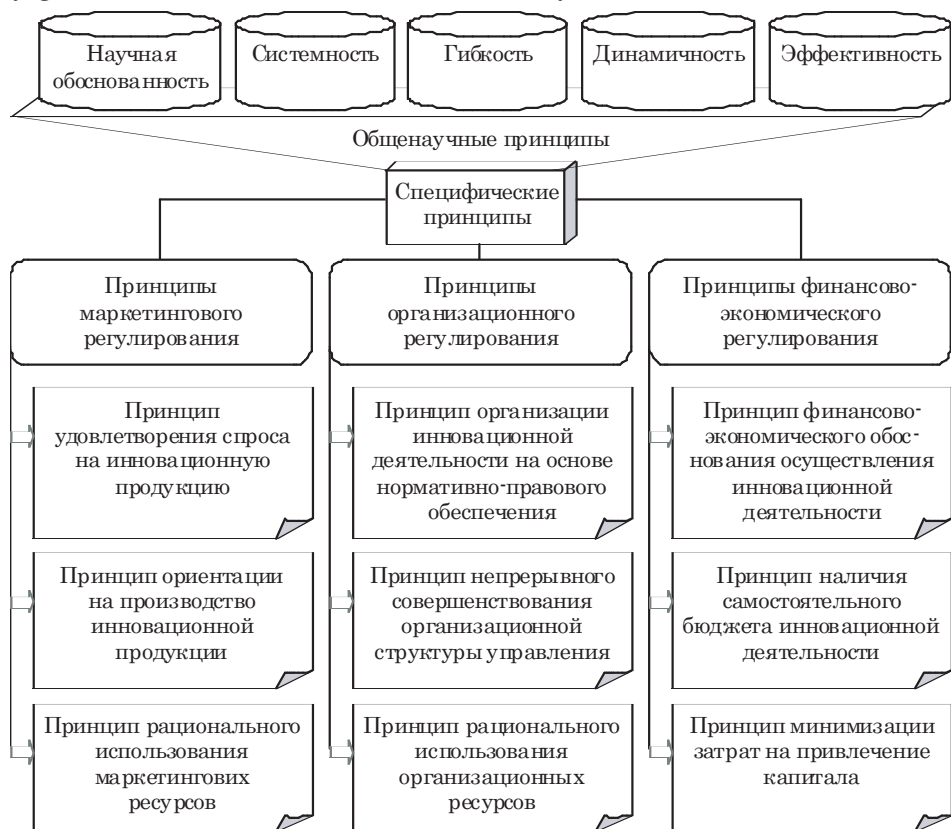 Научная
обоснованность
Системность
Гибкость
Динамичность
Эффективность
Общенаучные принципы
Специфические
принципы
Принципы
маркетингового
регулирования
Принципы
организационного
регулирования
Принципы финансово-
экономического
регулирования
Принцип
удовлетворения спроса
на инновационную
продукцию
Принцип организации
инновационной
деятельности на основе
нормативно-правового
обеспечения
Принцип финансово-
экономического обос-
нования осуществления
инновационной
деятельности
Принцип ориентации
на производство
инновационной
продукции
Принцип непрерывного
совершенствования
организационной
структуры управления
Принцип наличия
самостоятельного
бюджета инновационной
деятельности
Принцип рационального
использования
маркетингових
ресурсов
Принцип рационального
использования
организационных
ресурсов
Принцип минимизации
затрат на привлечение
капитала